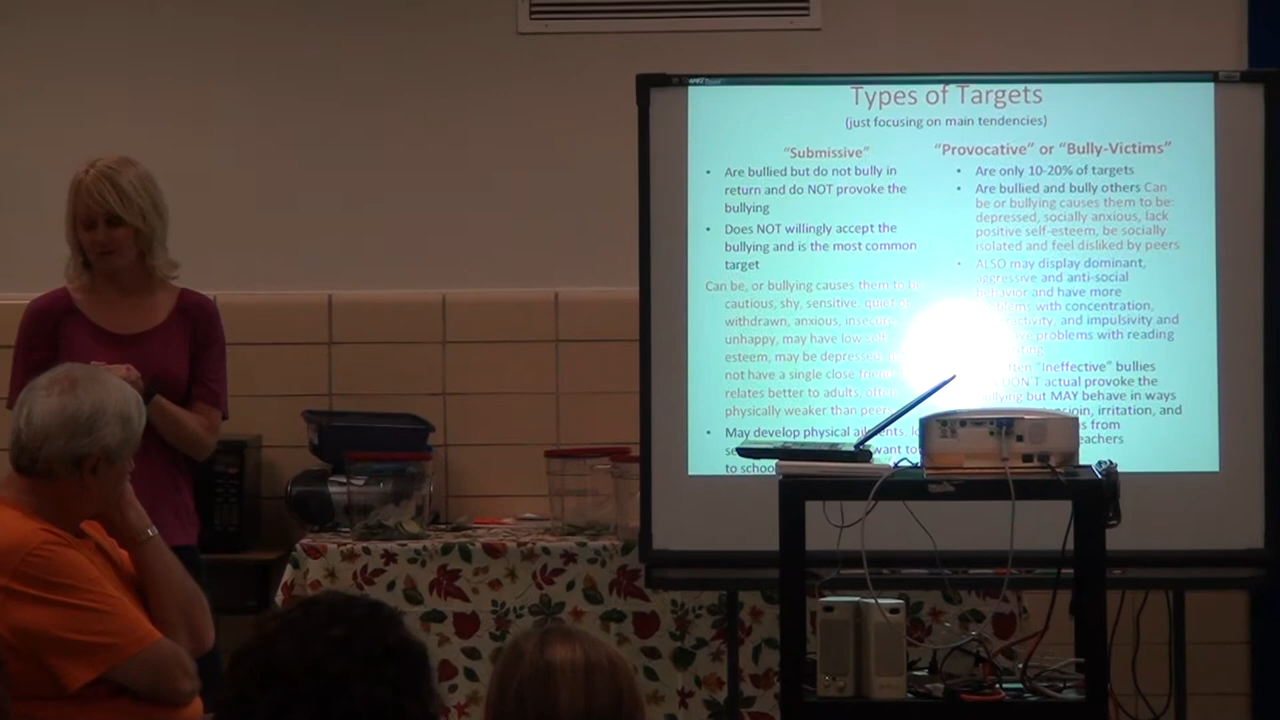 Types of Targets
(just focusing on main tendencies)
"Submissive"
• Are bullied but do not bully in
return and do NOT provoke the
bullying
• Does NOT willingly accept the
bullying and is the most common
target
Can be, or bullying causes them to be
cautious, shy, sensitive, quiet or
withdrawn, anxious, insecure
unhappy, may have low self-
esteem, may be depressed,
not have a single close friend
relates better to adults, often
physically weaker than peers
• May develop physical ailments,
want to
to school
"Provocative" or "Bully-Victims"
• Are only 10-20% of targets
• Are bullied and bully others Can
be or bullying causes them to be:
depressed, socially anxious, lack
positive self-esteem, be socially
isolated and feel disliked by peers
• ALSO may display dominant,
aggressive and anti-social
behavior and have more
problems with concentration,
and impulsivity and
problems with reading
"Ineffective" bullies
actual provoke the
bullying but MAY behave in ways
irritation, and
from
teachers